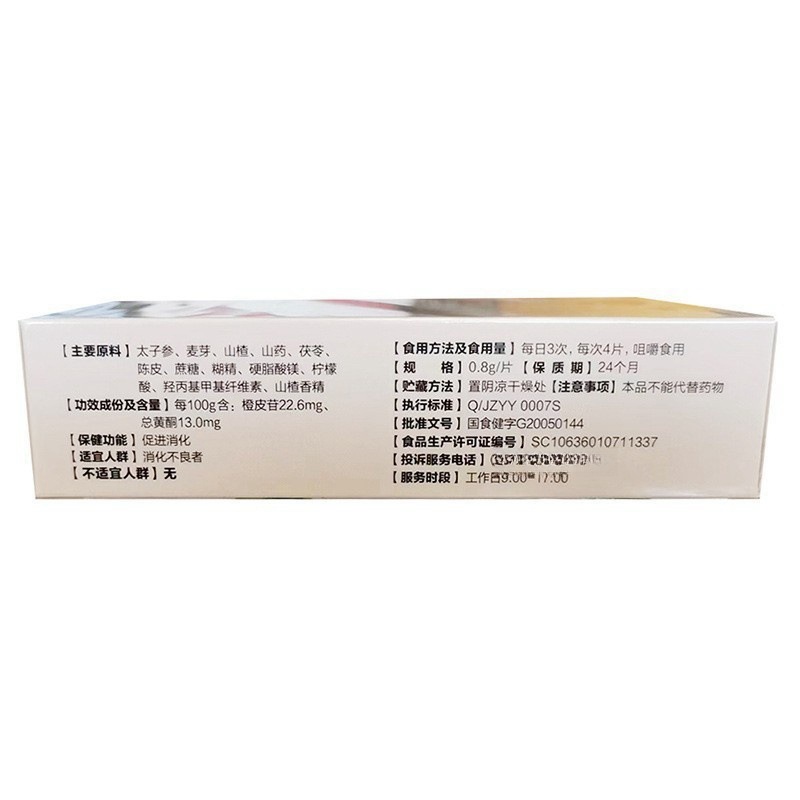 【主要原料】太子参、麦芽、山楂、山药、茯苓、
陈皮、蔗糖、糊精、硬脂酸镁、柠檬
酸、羟丙基甲基纤维素、山楂香精
【功效成份及含量】每100g含：橙皮苷22.6mg、
总黄酮13.0mg
【保健功能】促进消化
【适宜人群】消化不良者
【不适宜人群】无
【食用方法及食用量】每日3次，每次4片，咀嚼食用
【规 格】0.8g/片【保 质 期】24个月
【贮藏方法】置阴凉干燥处【注意事项】本品不能代替药物
【执行标准】Q/JZYY 0007S
【批准文号】国食健字G20050144
【食品生产许可证编号】SC10636010711337
【投诉服务电话】
【服务时段】工作日9:00-17:00